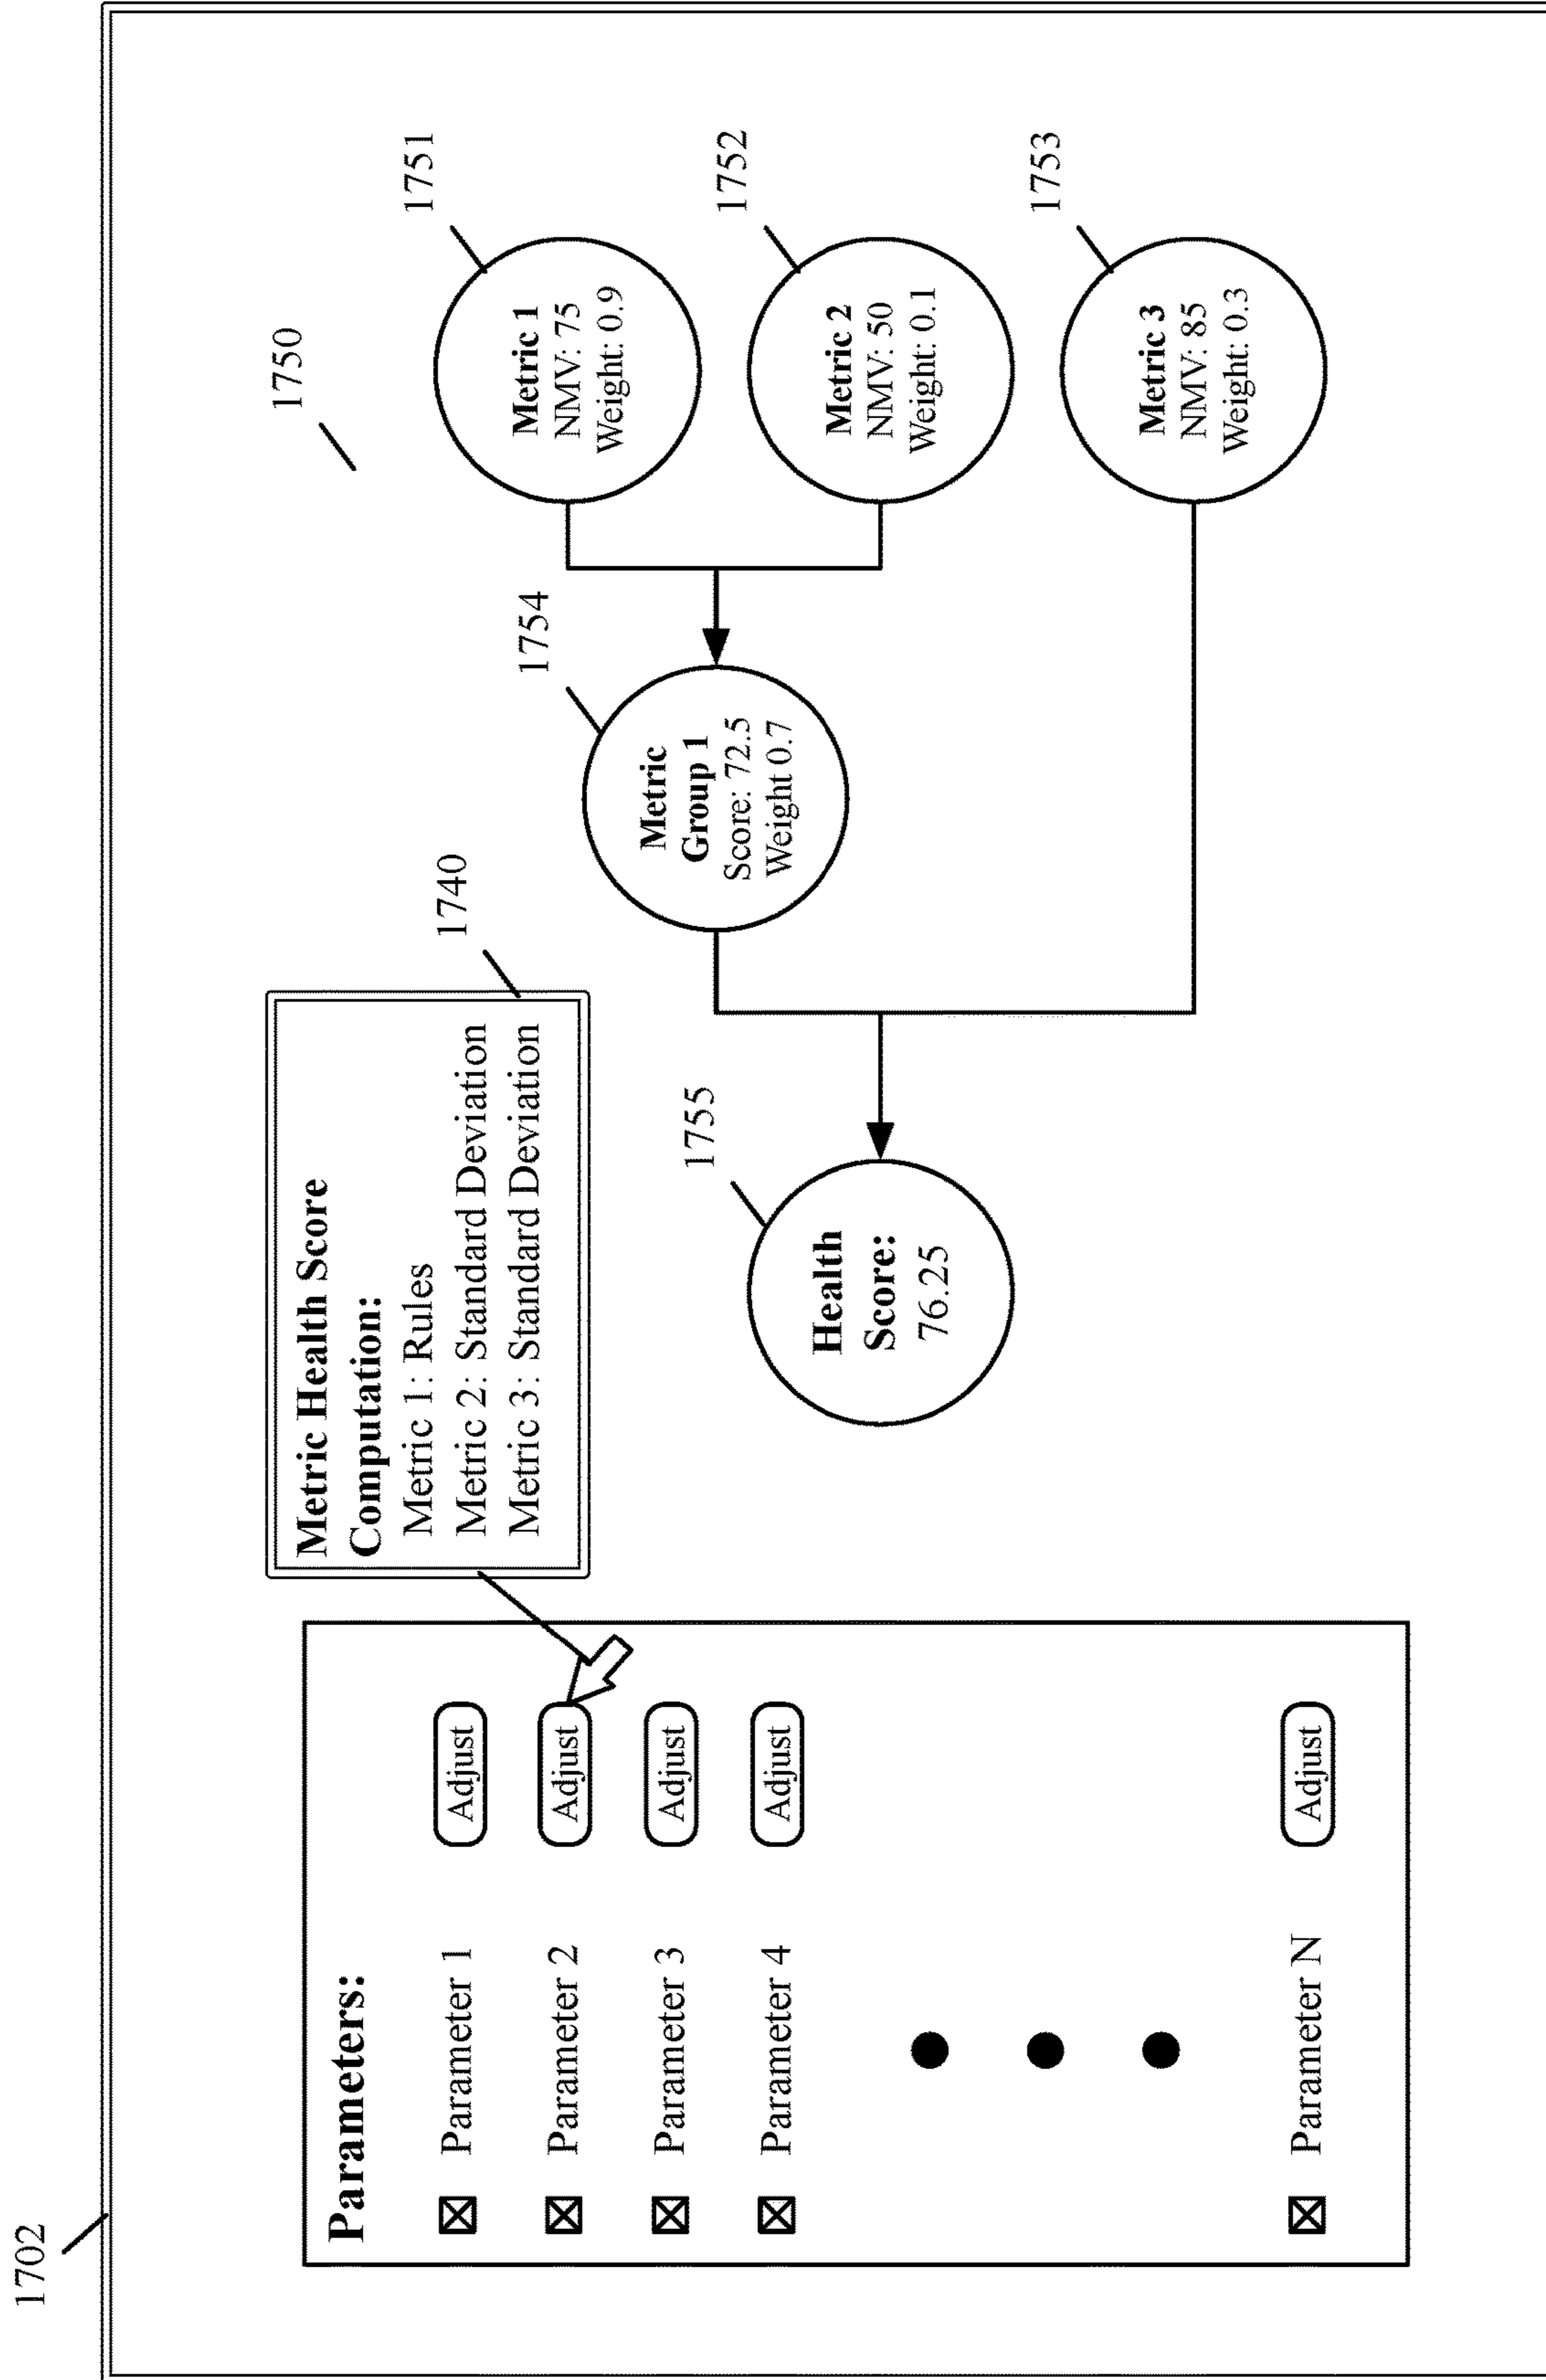 1702
Parameters:
Parameter 1
Adjust
Parameter 2
Adjust
Parameter 3
Adjust
Parameter 4
Adjust
Parameter N
Adjust
Metric Health Score
Computation:
Metric 1: Rules
Metric 2: Standard Deviation
Metric 3: Standard Deviation
1740
1750
1755
Health
Score:
76.25
1754
Metric
Group 1
Score: 72.5
Weight 0.7
1751
Metric 1
NMV: 75
Weight: 0.9
1752
Metric 2
NMV: 50
Weight: 0.1
1753
Metric 3
NMV: 85
Weight: 0.3